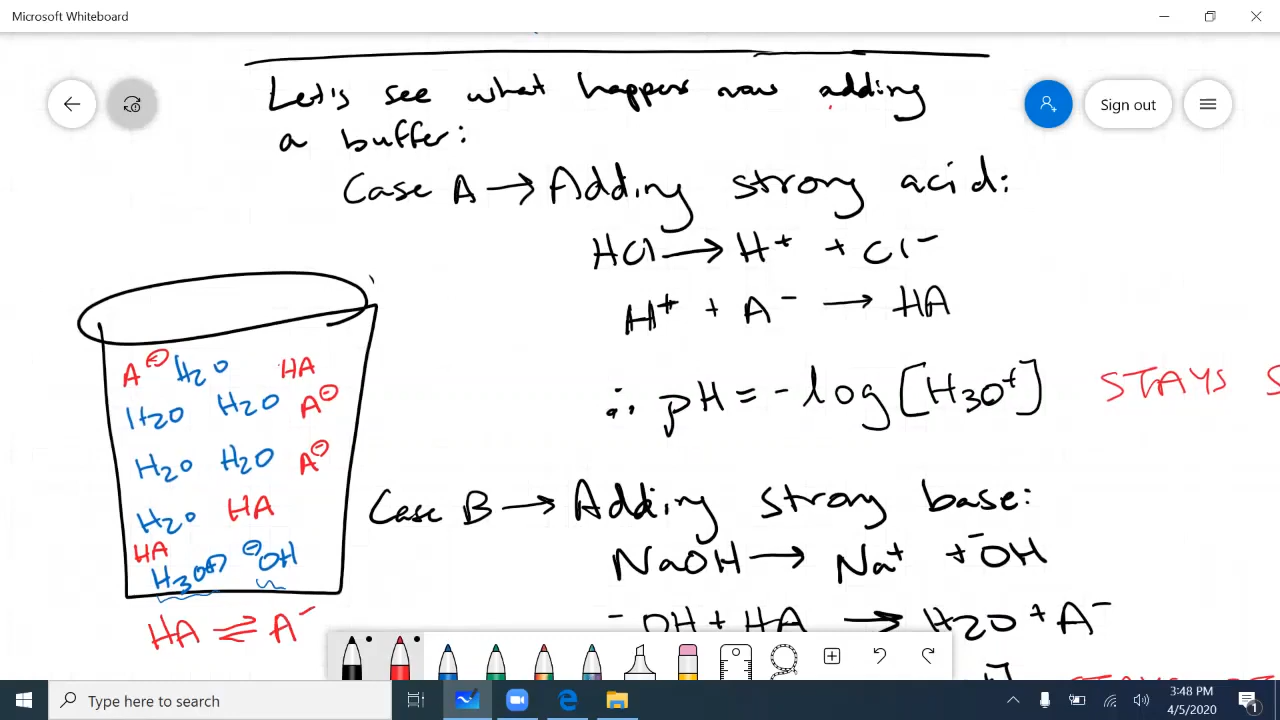 Microsoft Whiteboard
Sign out
Let's see what happens now adding
a buffer:
Case A → Adding strong acid:
HCl → H⁺ + Cl⁻
H⁺ + A⁻ → HA
∴ pH = -log [H3O⁺] STAYS S
A⊖ H2O HA
H2O H2O A⊖
H2O H2O A⊖
H2O HA
HA
H3O⊕ ⊖OH
HA ⇌ A⁻
Case B → Adding strong base:
NaOH → Na⁺ + ⁻OH
⁻OH + HA → H2O + A⁻
Type here to search
3:48 PM
4/5/2020
1